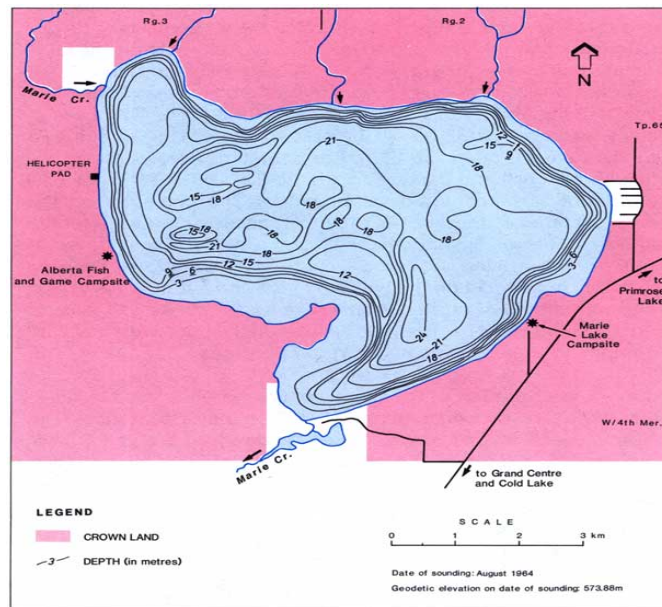 Rg.3
Rg.2
Marie Cr.
N
Tp.65
HELICOPTER
PAD
21
18
15
12
9
15
18
18
18
18
15
18
18
18
18
21
18
15
12
9
6
3
12
24
21
18
3
6
Alberta Fish
and Game Campsite
to
Primrose
Lake
Marie
Lake
Campsite
W/4th Mer.
Marie Cr.
to Grand Centre
and Cold Lake
LEGEND
CROWN LAND
3 DEPTH (in metres)
SCALE
0 1 2 3 km
Date of sounding: August 1964
Geodetic elevation on date of sounding: 573.88m